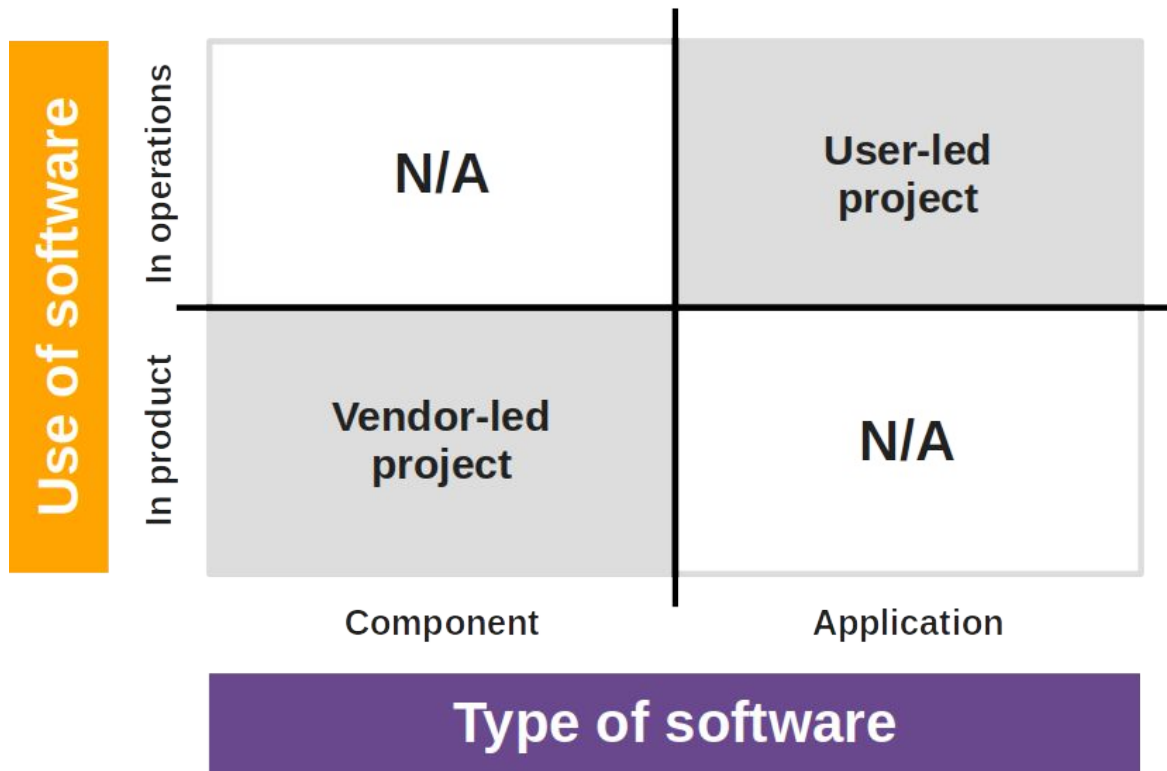 Use of software
In operations
N/A
User-led
project
In product
Vendor-led
project
N/A
Component
Application
Type of software